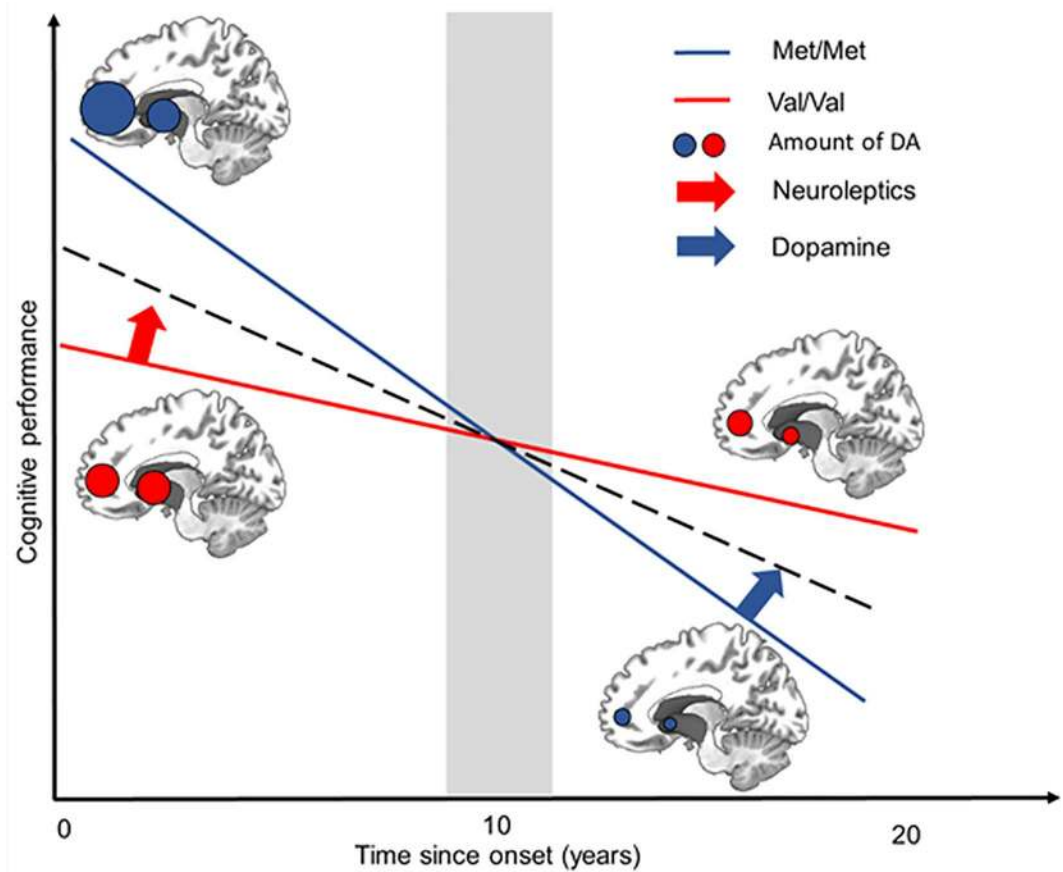 Met/Met
Val/Val
Amount of DA
Neuroleptics
Dopamine
Cognitive performance
0
10
20
Time since onset (years)